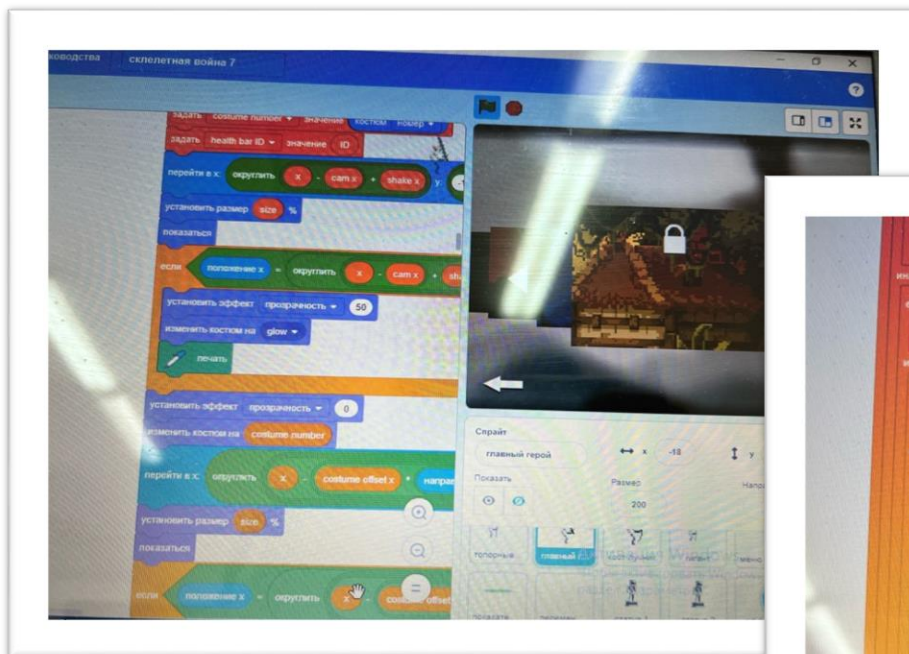 ководства склелетная война 7
задать costume number значение костюм номер
задать health bar ID значение ID
перейти в x: округлить x - cam x + shake x y:
установить размер size %
показаться
если положение x = округлить x - cam x + sha
установить эффект прозрачность 50
изменить костюм на glow
печать
установить эффект прозрачность 0
изменить костюм на costume number
перейти в x: округлить x - costume offset x * направ
установить размер size %
показаться
если положение x = округлить x - costume offset
Спрайт
главный герой x -18 y
Показать Размер Напра
200
топорные главный